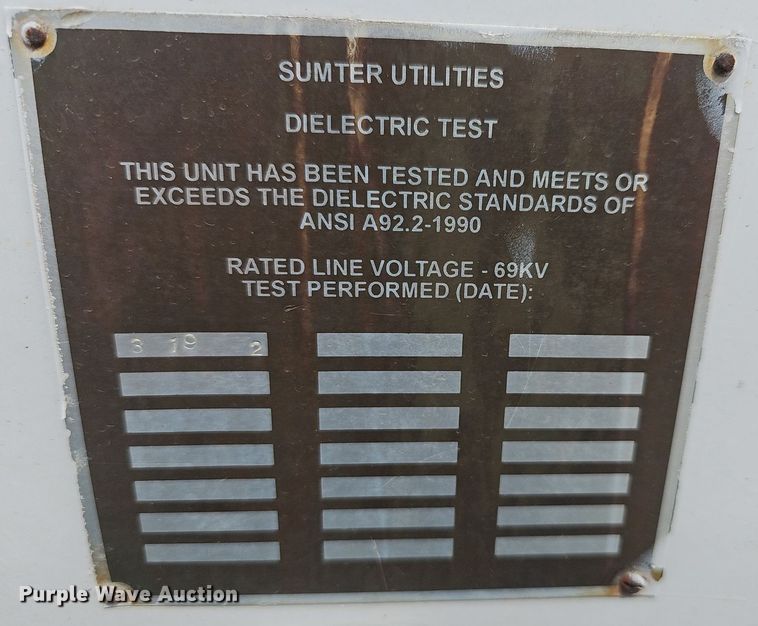 SUMTER UTILITIES
DIELECTRIC TEST
THIS UNIT HAS BEEN TESTED AND MEETS OR
EXCEEDS THE DIELECTRIC STANDARDS OF
ANSI A92.2-1990
RATED LINE VOLTAGE - 69KV
TEST PERFORMED (DATE):
3 19 2
Purple Wave Auction